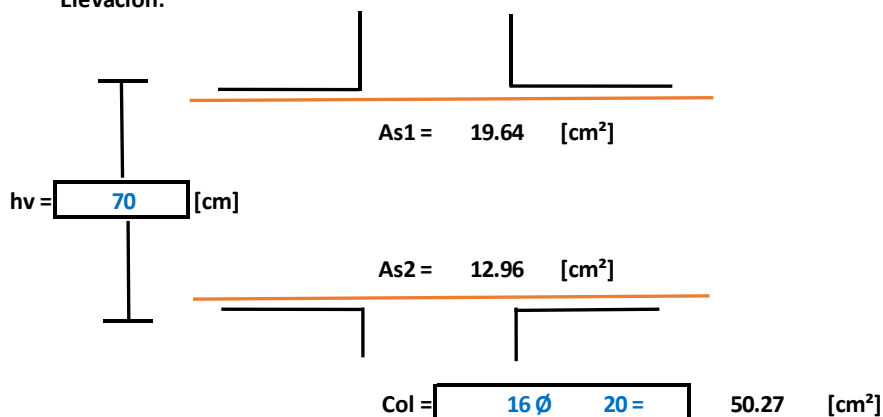 Elevación:
As1 = 19.64 [cm²]
hv = 70 [cm]
As2 = 12.96 [cm²]
Col = 16 Ø 20 = 50.27 [cm²]